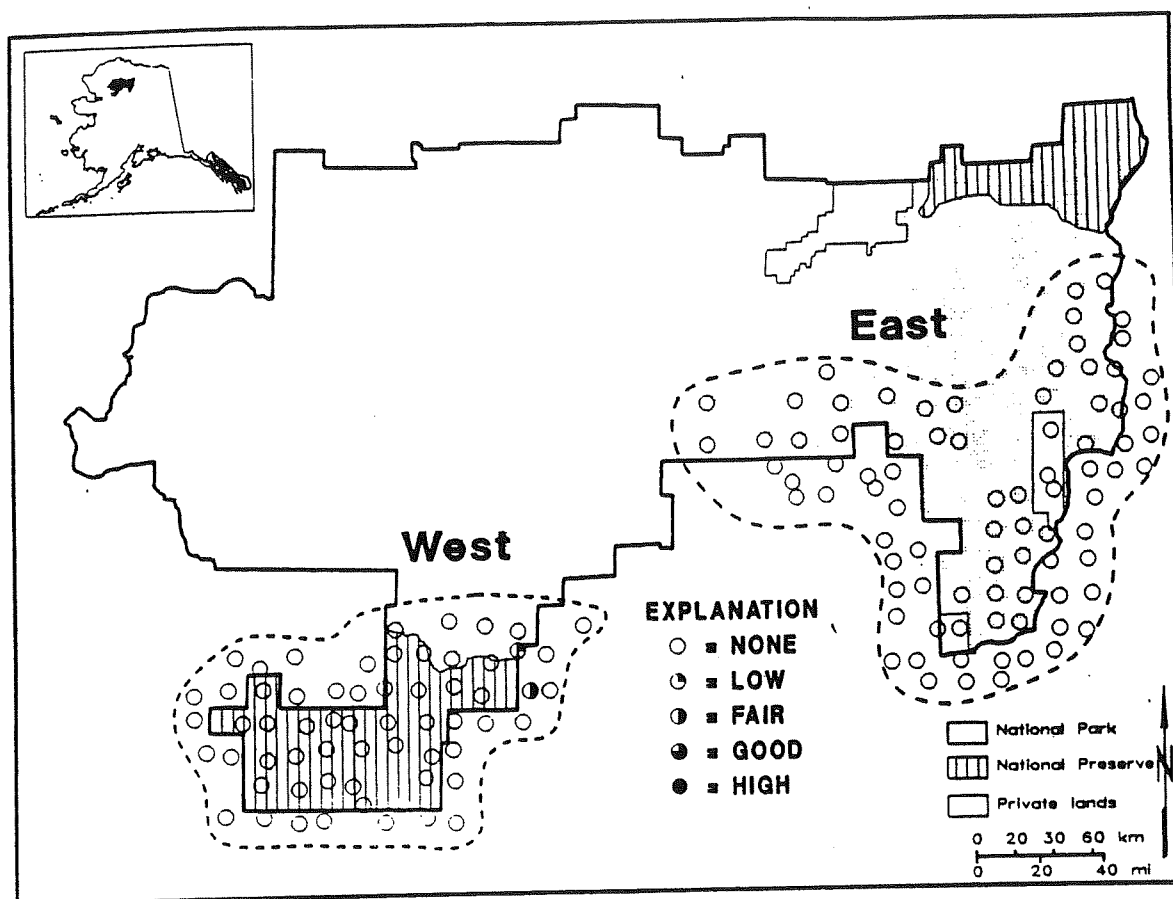 East
West
EXPLANATION
= NONE
= LOW
= FAIR
= GOOD
= HIGH
National Park
National Preserve
Private lands
N
0 20 30 60 km
0 20 40 mi